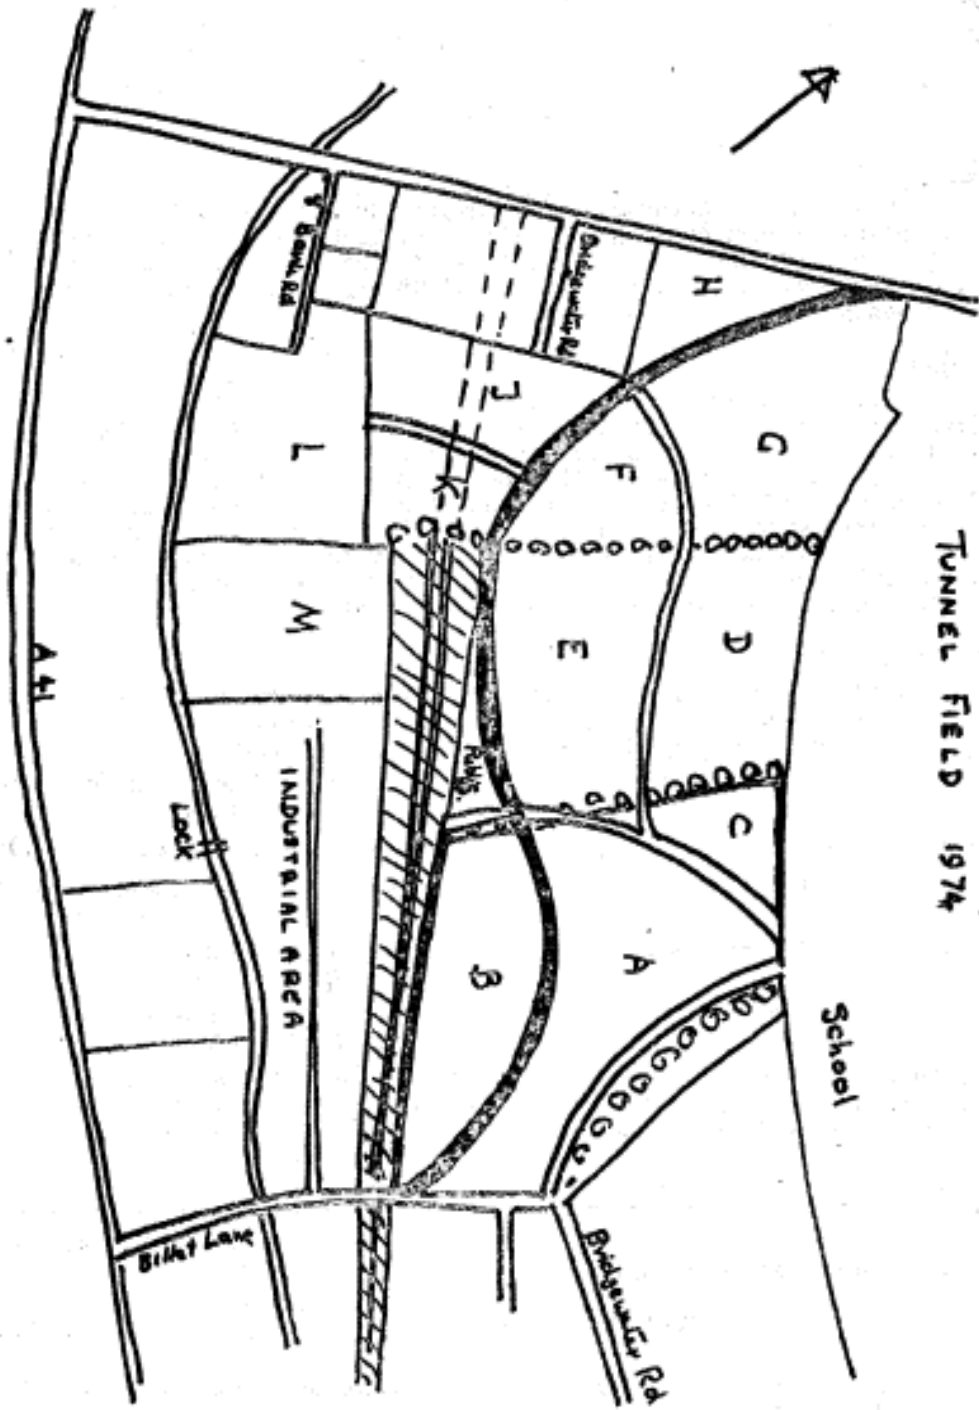 TUNNEL FIELD 1974
School
H
G
Bridgewater Rd
Bank Rd
J
F
L
K
D
E
M
C
A
B
A41
LOCK
INDUSTRIAL AREA
Billet Lane
Bridgewater Rd